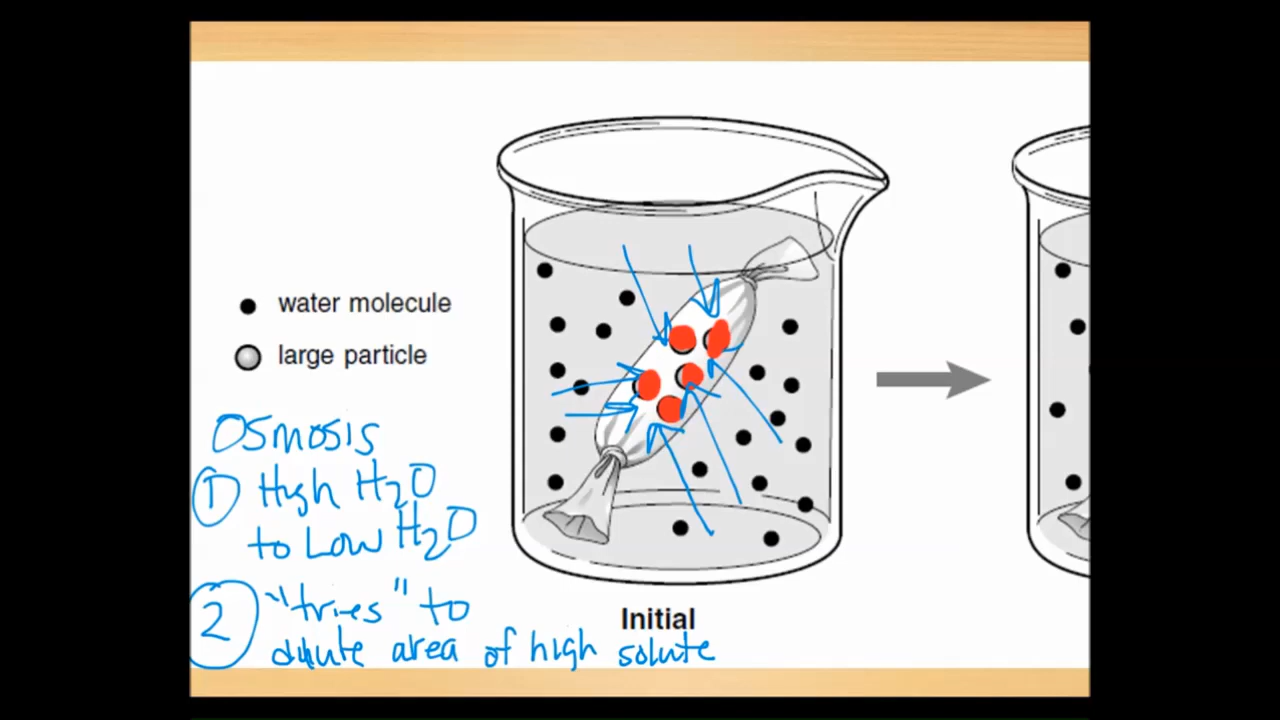 water molecule
large particle
Osmosis
① High H2O
to Low H2O
② "tries" to
dilute area of high solute
Initial